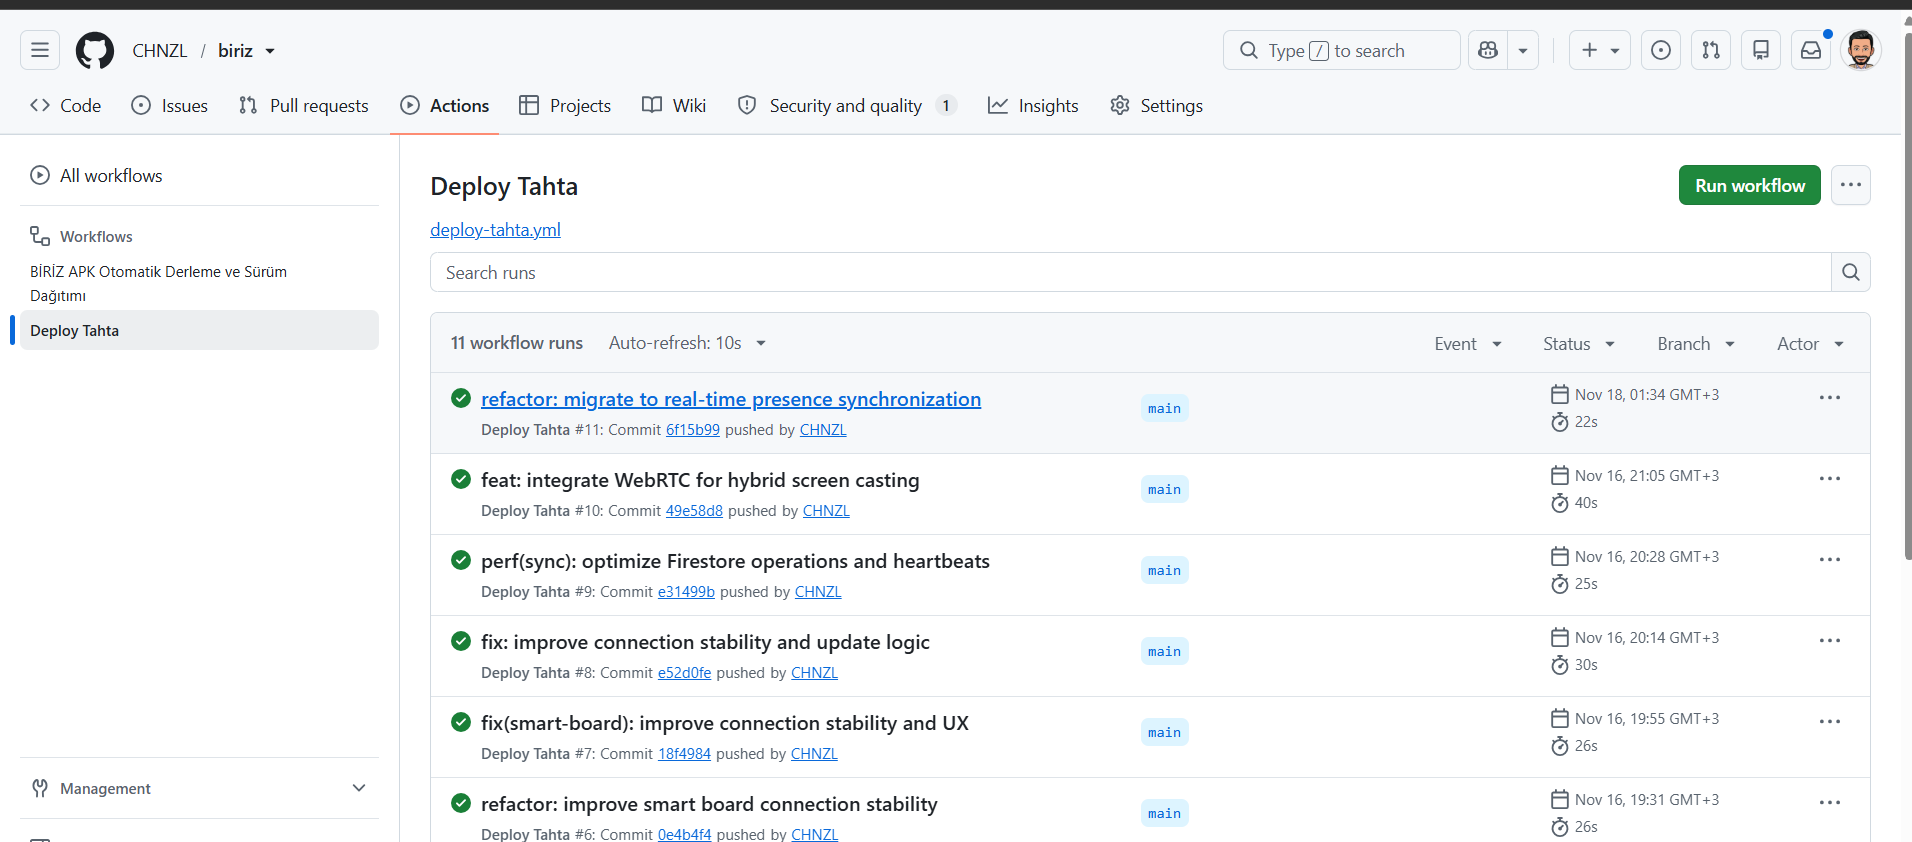 CHNZL / biriz
Type / to search
Code
Issues
Pull requests
Actions
Projects
Wiki
Security and quality 1
Insights
Settings
All workflows
Workflows
BİRİZ APK Otomatik Derleme ve Sürüm
Dağıtımı
Deploy Tahta
Management
Deploy Tahta
Run workflow
deploy-tahta.yml
Search runs
11 workflow runs
Auto-refresh: 10s
Event
Status
Branch
Actor
refactor: migrate to real-time presence synchronization
Deploy Tahta #11: Commit 6f15b99 pushed by CHNZL
main
Nov 18, 01:34 GMT+3
22s
feat: integrate WebRTC for hybrid screen casting
Deploy Tahta #10: Commit 49e58d8 pushed by CHNZL
main
Nov 16, 21:05 GMT+3
40s
perf(sync): optimize Firestore operations and heartbeats
Deploy Tahta #9: Commit e31499b pushed by CHNZL
main
Nov 16, 20:28 GMT+3
25s
fix: improve connection stability and update logic
Deploy Tahta #8: Commit e52d0fe pushed by CHNZL
main
Nov 16, 20:14 GMT+3
30s
fix(smart-board): improve connection stability and UX
Deploy Tahta #7: Commit 18f4984 pushed by CHNZL
main
Nov 16, 19:55 GMT+3
26s
refactor: improve smart board connection stability
Deploy Tahta #6: Commit 0e4b4f4 pushed by CHNZL
main
Nov 16, 19:31 GMT+3
26s